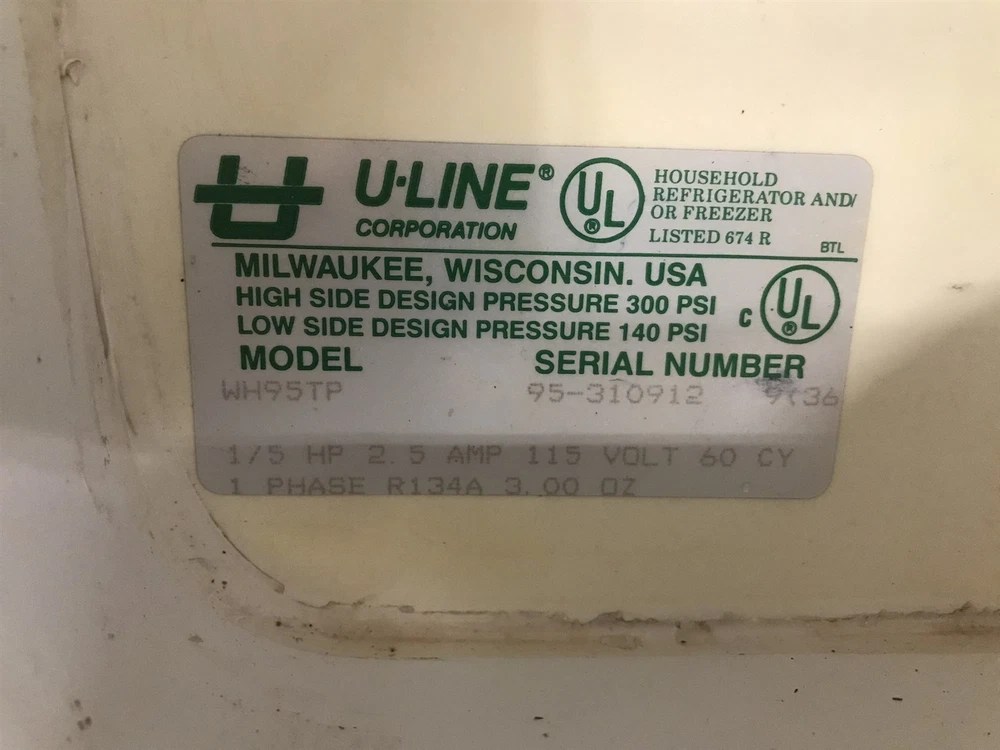 U-LINE®
CORPORATION
UL®
HOUSEHOLD
REFRIGERATOR AND/
OR FREEZER
LISTED 674 R
BTL
MILWAUKEE, WISCONSIN. USA
HIGH SIDE DESIGN PRESSURE 300 PSI
LOW SIDE DESIGN PRESSURE 140 PSI
C UL®
MODEL SERIAL NUMBER
WH95TP 95-310912
1/5 HP 2.5 AMP 115 VOLT 60 CY
1 PHASE R134A 3.00 OZ